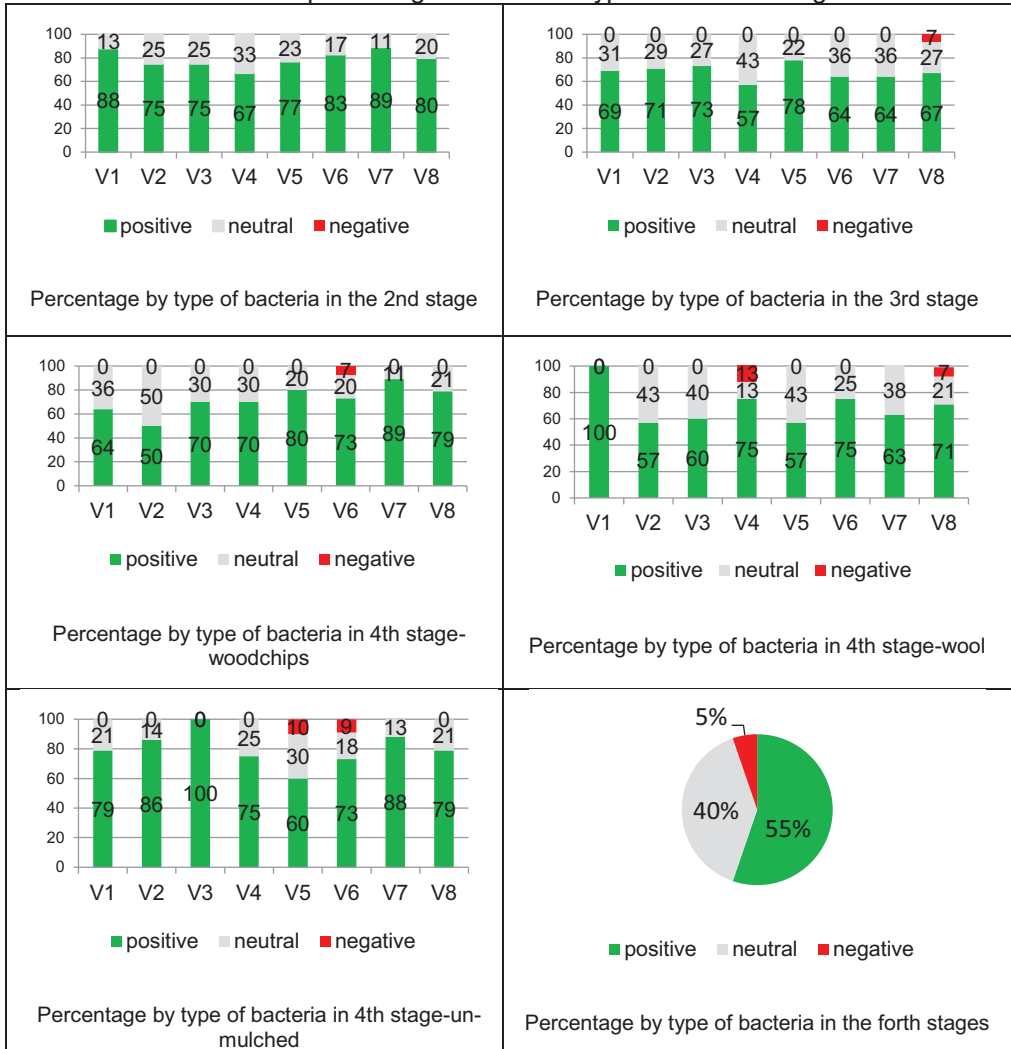 100
80
60
40
20
0
13 25 25 33 23 17 11 20
88 75 75 67 77 83 89 80
V1 V2 V3 V4 V5 V6 V7 V8
positive neutral negative
Percentage by type of bacteria in the 2nd stage
100
80
60
40
20
0
0 0 0 0 0 0 0 7
31 29 27 43 22 36 36 27
69 71 73 57 78 64 64 67
V1 V2 V3 V4 V5 V6 V7 V8
positive neutral negative
Percentage by type of bacteria in the 3rd stage
100
80
60
40
20
0
0 0 0 0 0 7 0 0
36 50 30 30 20 20 11 21
64 50 70 70 80 73 89 79
V1 V2 V3 V4 V5 V6 V7 V8
positive neutral negative
Percentage by type of bacteria in 4th stage-
woodchips
100
80
60
40
20
0
0 0 0 13 0 0 7
43 40 13 43 25 38 21
100 57 60 75 57 75 63 71
V1 V2 V3 V4 V5 V6 V7 V8
positive neutral negative
Percentage by type of bacteria in 4th stage-wool
100
80
60
40
20
0
0 0 0 0 10 9 0
21 14 25 30 18 13 21
79 86 100 75 60 73 88 79
V1 V2 V3 V4 V5 V6 V7 V8
positive neutral negative
Percentage by type of bacteria in 4th stage-un-
mulched
5%
40%
55%
positive neutral negative
Percentage by type of bacteria in the forth stages